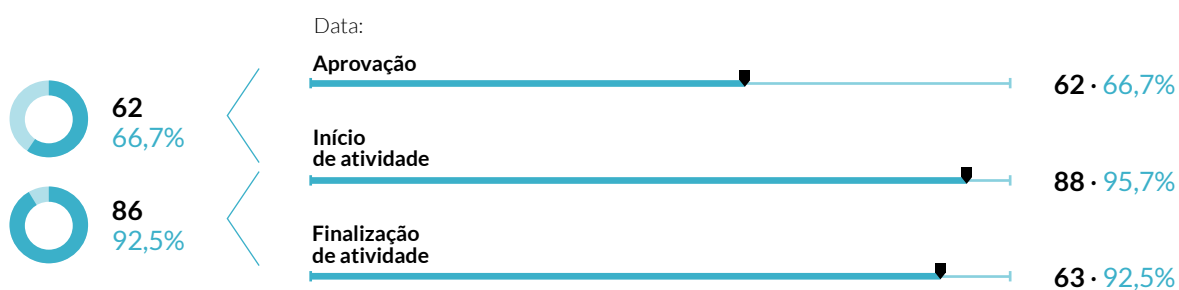 Data:
Aprovação
62 · 66,7%
62
66,7%
Início
de atividade
88 · 95,7%
86
92,5%
Finalização
de atividade
63 · 92,5%